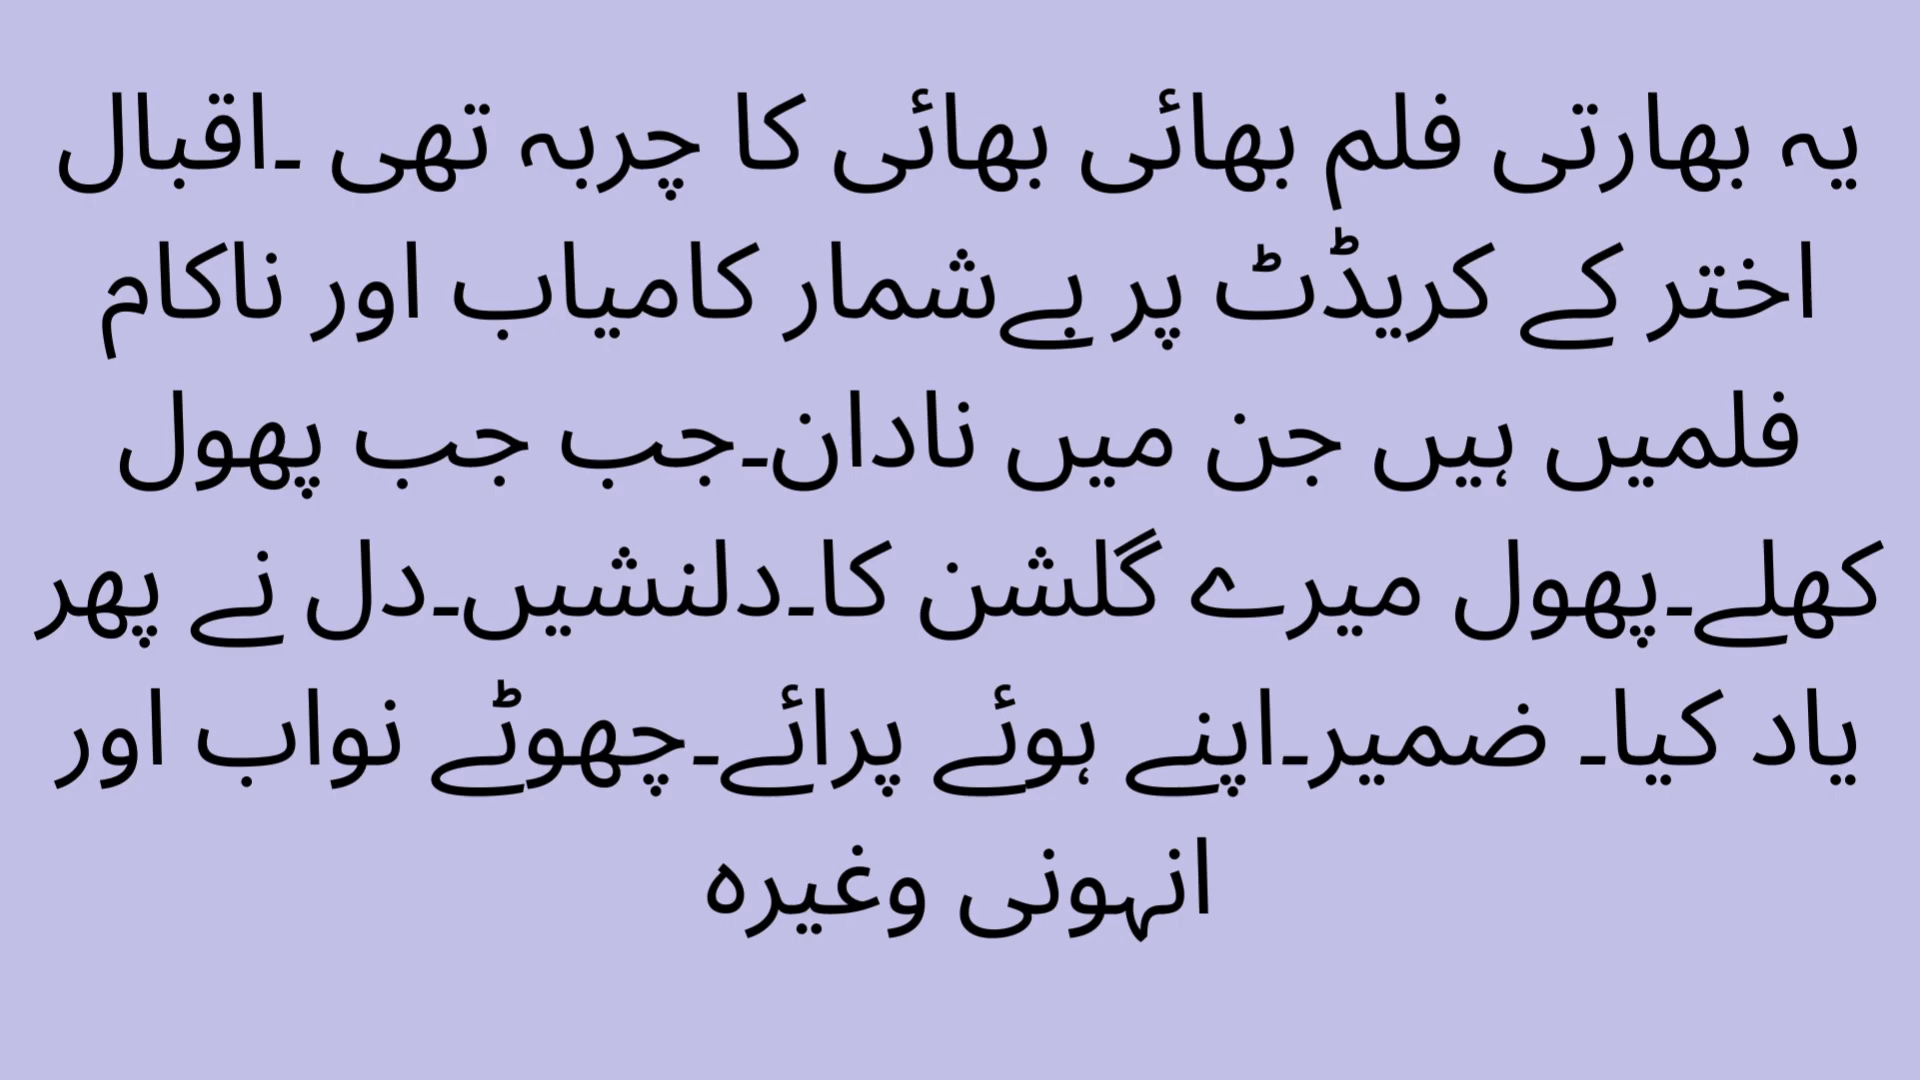 یہ بھارتی فلم بھائی بھائی کا چربہ تھی ۔اقبال
اختر کے کریڈٹ پر بےشمار کامیاب اور ناکام
فلمیں ہیں جن میں نادان۔جب جب پھول
کھلے۔پھول میرے گلشن کا۔دلنشیں۔دل نے پھر
یاد کیا۔ ضمیر۔اپنے ہوئے پرائے۔چھوٹے نواب اور
انہونی وغیرہ